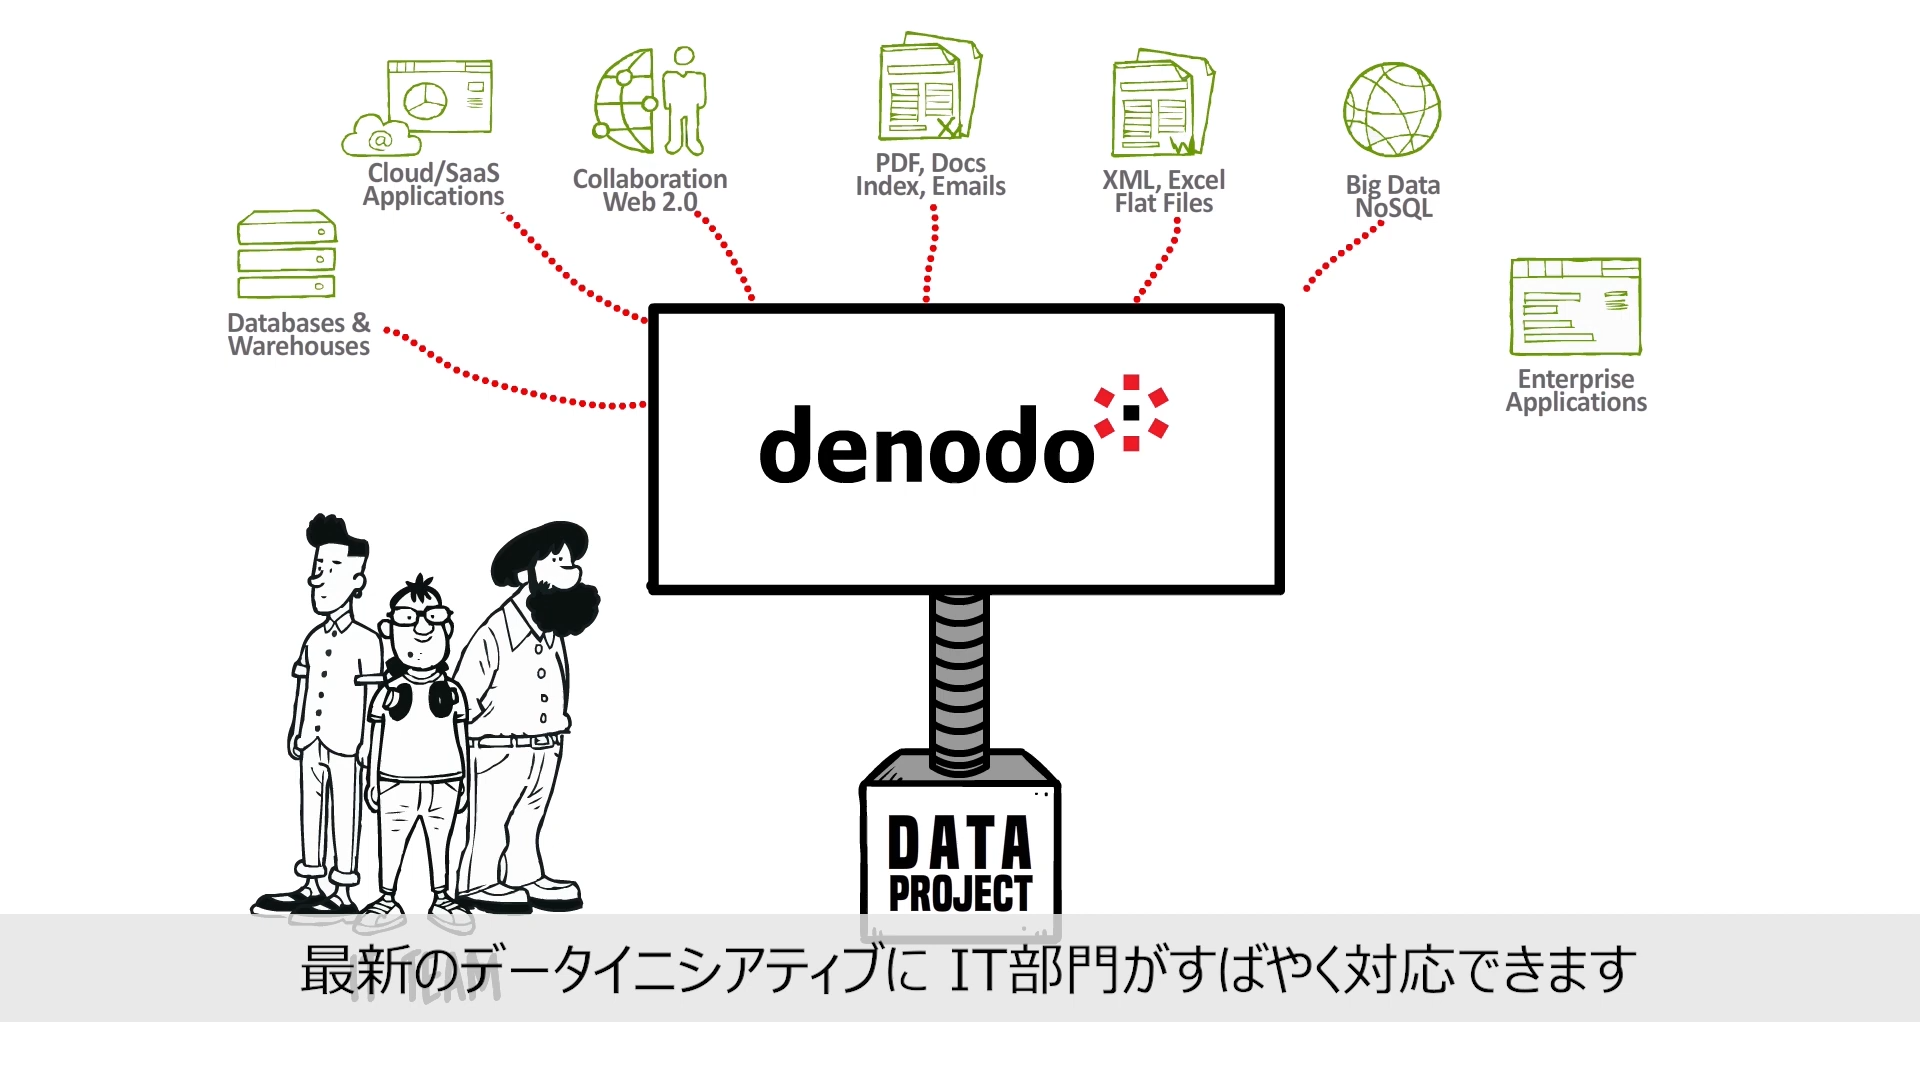 Cloud/SaaS
Applications
Collaboration
Web 2.0
PDF, Docs
Index, Emails
XML, Excel
Flat Files
Big Data
NoSQL
Databases &
Warehouses
Enterprise
Applications
denodo
DATA
PROJECT
IT TEAM
最新のデータイニシアティブに IT部門がすばやく対応できます